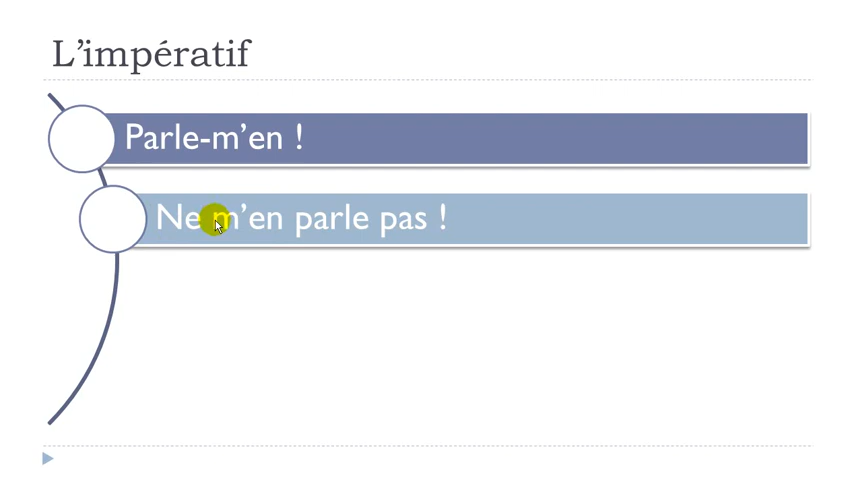 L’impératif
Parle-m’en !
Ne m’en parle pas !